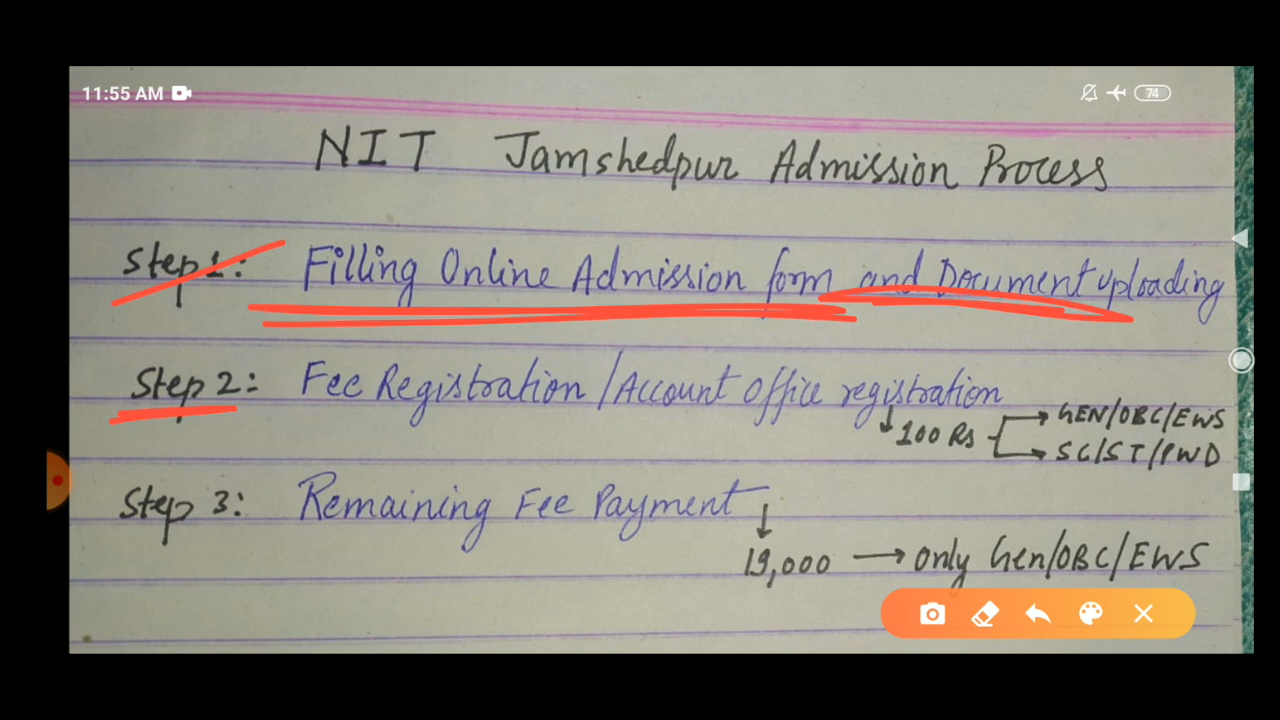 11:55 AM
74
NIT Jamshedpur Admission Process
Step 1: Filling Online Admission form and Document uploading
Step 2: Fee Registration / Account Office registration
100 Rs GEN/OBC/EWS
SC/ST/PWD
Step 3: Remaining Fee Payment
19,000 → only Gen/OBC/EWS